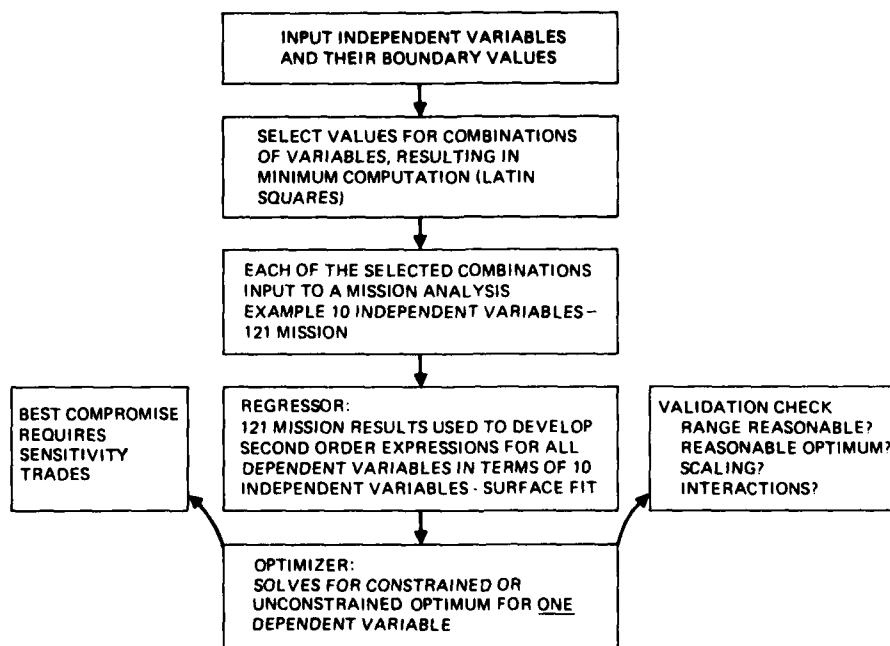 INPUT INDEPENDENT VARIABLES
AND THEIR BOUNDARY VALUES
SELECT VALUES FOR COMBINATIONS
OF VARIABLES, RESULTING IN
MINIMUM COMPUTATION (LATIN
SQUARES)
EACH OF THE SELECTED COMBINATIONS
INPUT TO A MISSION ANALYSIS
EXAMPLE 10 INDEPENDENT VARIABLES –
121 MISSION
BEST COMPROMISE
REQUIRES
SENSITIVITY
TRADES
REGRESSOR:
121 MISSION RESULTS USED TO DEVELOP
SECOND ORDER EXPRESSIONS FOR ALL
DEPENDENT VARIABLES IN TERMS OF 10
INDEPENDENT VARIABLES - SURFACE FIT
VALIDATION CHECK
RANGE REASONABLE?
REASONABLE OPTIMUM?
SCALING?
INTERACTIONS?
OPTIMIZER:
SOLVES FOR CONSTRAINED OR
UNCONSTRAINED OPTIMUM FOR ONE
DEPENDENT VARIABLE